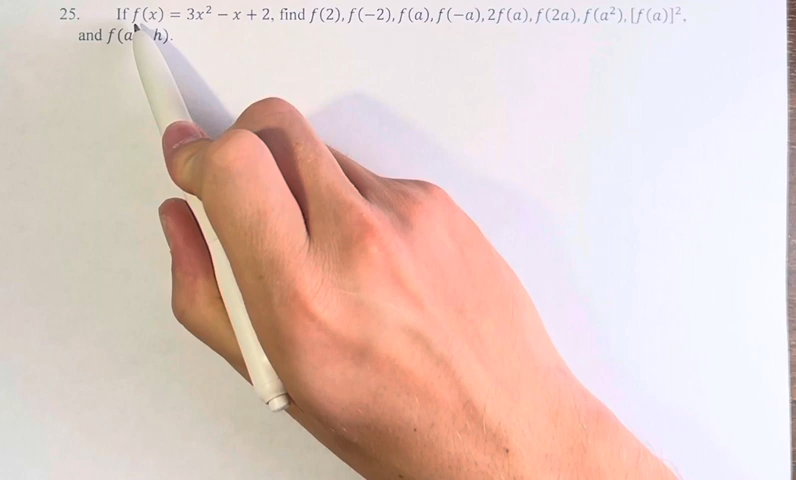 25. If f(x) = 3x² − x + 2, find f(2), f(−2), f(a), f(−a), 2f(a), f(2a), f(a²), [f(a)]²,
and f(a h).